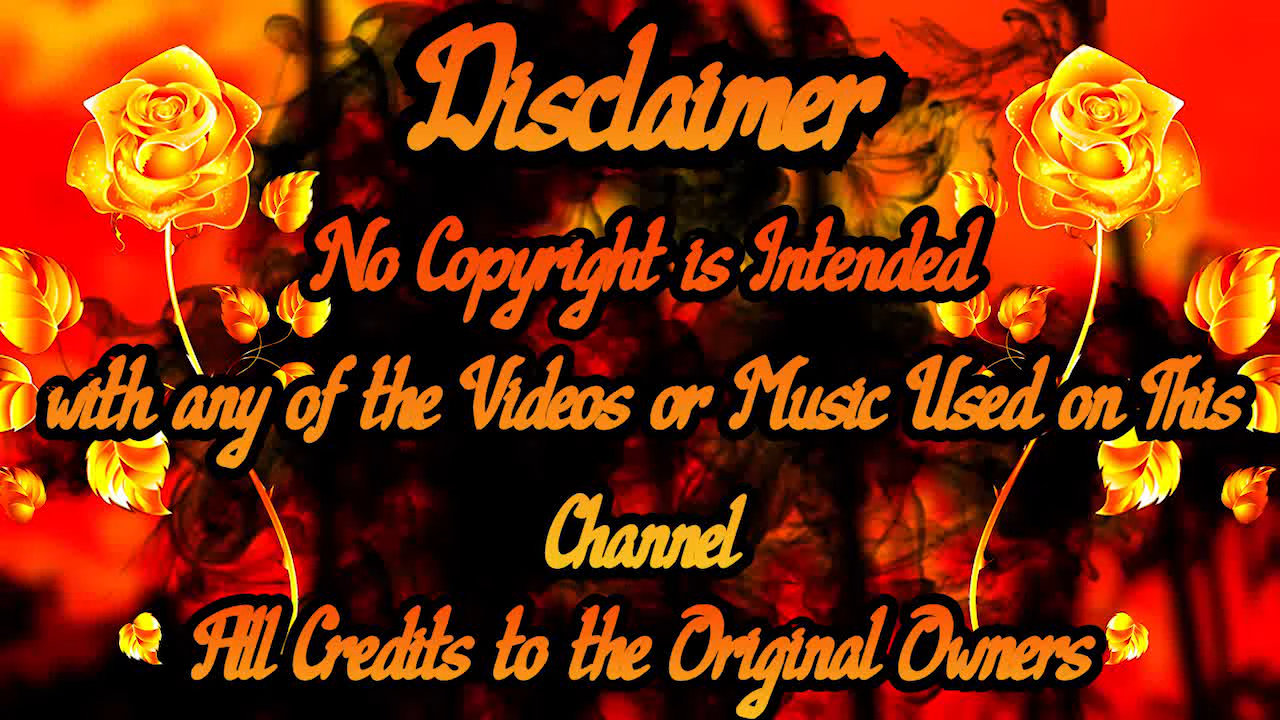 Disclaimer
No Copyright is Intended
with any of the Videos or Music Used on This
Channel
All Credits to the Original Owners